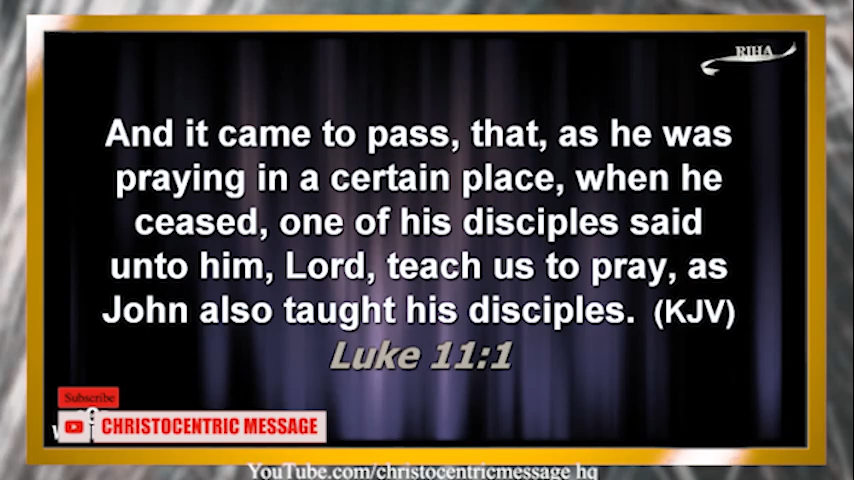 RIHA
And it came to pass, that, as he was
praying in a certain place, when he
ceased, one of his disciples said
unto him, Lord, teach us to pray, as
John also taught his disciples. (KJV)
Luke 11:1
Subscribe
CHRISTOCENTRIC MESSAGE
YouTube.com/christocentricmessage hq